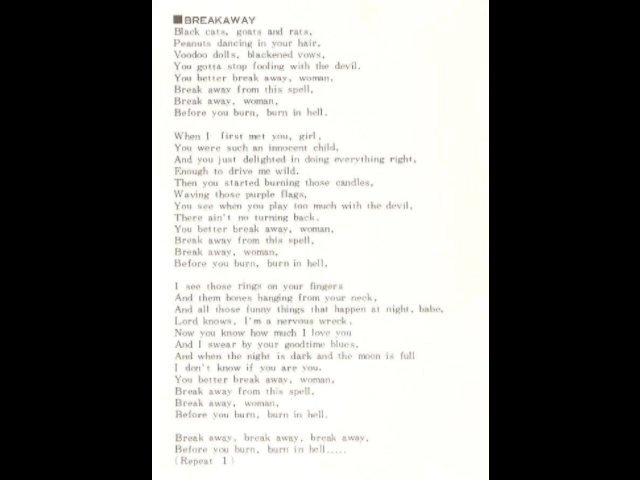 ■BREAKAWAY
Black cats, goats and rats,
Peanuts dancing in your hair,
Voodoo dolls, blackened vows,
You gotta stop fooling with the devil.
You better break away, woman,
Break away from this spell,
Break away, woman,
Before you burn, burn in hell.

When I first met you, girl,
You were such an innocent child,
And you just delighted in doing everything right,
Enough to drive me wild.
Then you started burning those candles,
Waving those purple flags,
You see when you play too much with the devil,
There ain't no turning back.
You better break away, woman,
Break away from this spell,
Break away, woman,
Before you burn, burn in hell,

I see those rings on your fingers
And them bones hanging from your neck,
And all those funny things that happen at night, babe,
Lord knows, I'm a nervous wreck.
Now you know how much I love you
And I swear by your goodtime blues,
And when the night is dark and the moon is full
I don't know if you are you.
You better break away, woman,
Break away from this spell,
Break away, woman,
Before you burn, burn in hell.

Break away, break away, break away,
Before you burn, burn in hell.....
(Repeat 1)